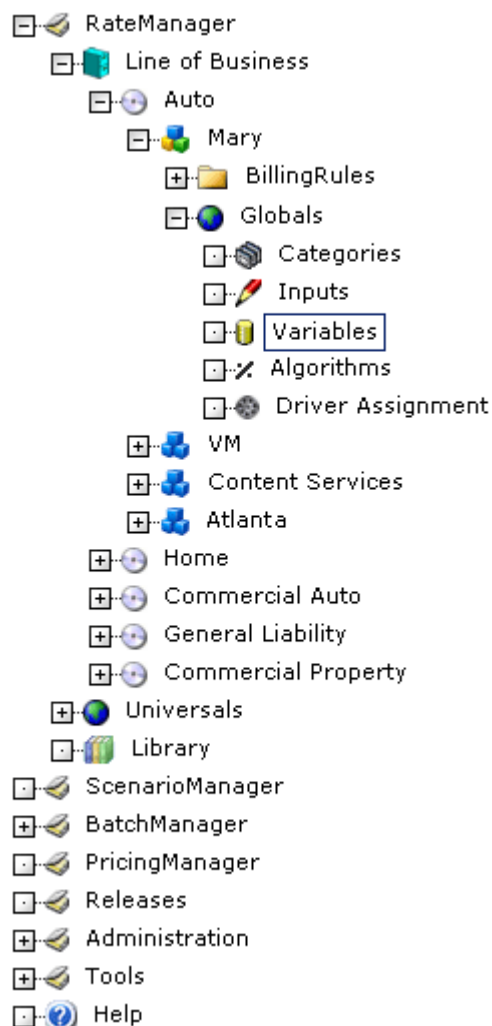 RateManager
Line of Business
Auto
Mary
BillingRules
Globals
Categories
Inputs
Variables
Algorithms
Driver Assignment
VM
Content Services
Atlanta
Home
Commercial Auto
General Liability
Commercial Property
Universals
Library
ScenarioManager
BatchManager
PricingManager
Releases
Administration
Tools
Help